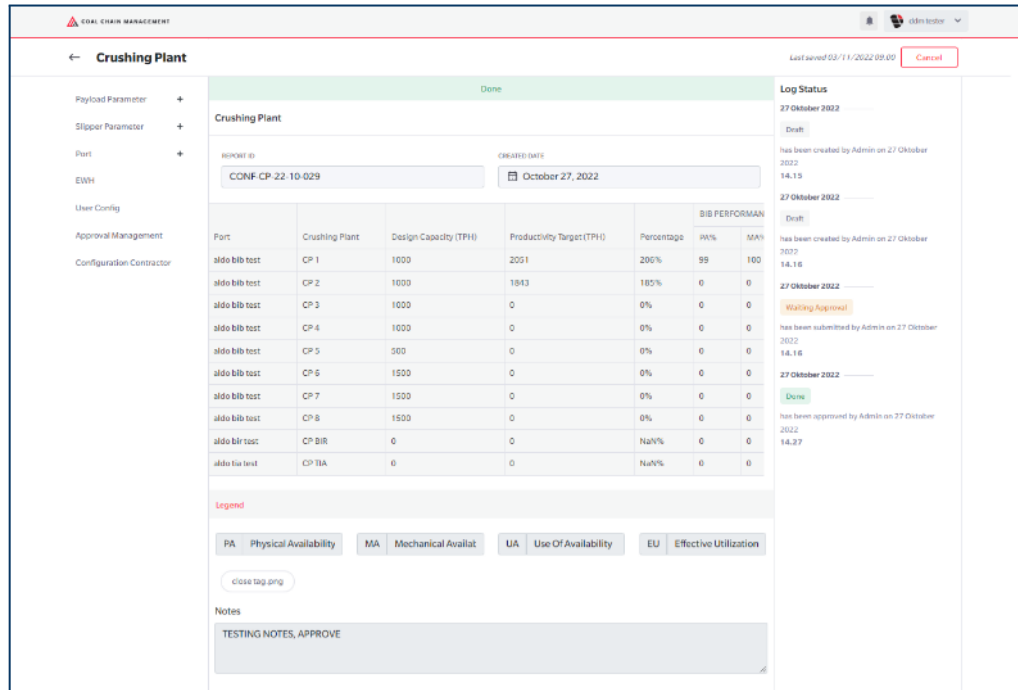 COAL CHAIN MANAGEMENT
ddm tester
← Crushing Plant
Last saved 03/11/2022 09.00
Cancel
Payload Parameter +
Slipper Parameter +
Port +
EWH
User Config
Approval Management
Configuration Contractor
Done
Crushing Plant
REPORT ID
CREATED DATE
CONF-CP-22-10-029
October 27, 2022
BIB PERFORMAN
Port Crushing Plant Design Capacity (TPH) Productivity Target (TPH) Percentage PA% MA%
aldo bib test CP 1 1000 2051 206% 99 100
aldo bib test CP 2 1000 1843 185% 0 0
aldo bib test CP 3 1000 0 0% 0 0
aldo bib test CP 4 1000 0 0% 0 0
aldo bib test CP 5 500 0 0% 0 0
aldo bib test CP 6 1500 0 0% 0 0
aldo bib test CP 7 1500 0 0% 0 0
aldo bib test CP 8 1500 0 0% 0 0
aldo bir test CP BIR 0 0 NaN% 0 0
aldo tia test CP TIA 0 0 NaN% 0 0
Legend
PA Physical Availability MA Mechanical Availat UA Use Of Availability EU Effective Utilization
close tag.png
Notes
TESTING NOTES, APPROVE
Log Status
27 Oktober 2022
Draft
has been created by Admin on 27 Oktober
2022
14.15
27 Oktober 2022
Draft
has been created by Admin on 27 Oktober
2022
14.16
27 Oktober 2022
Waiting Approval
has been submitted by Admin on 27 Oktober
2022
14.16
27 Oktober 2022
Done
has been approved by Admin on 27 Oktober
2022
14.27